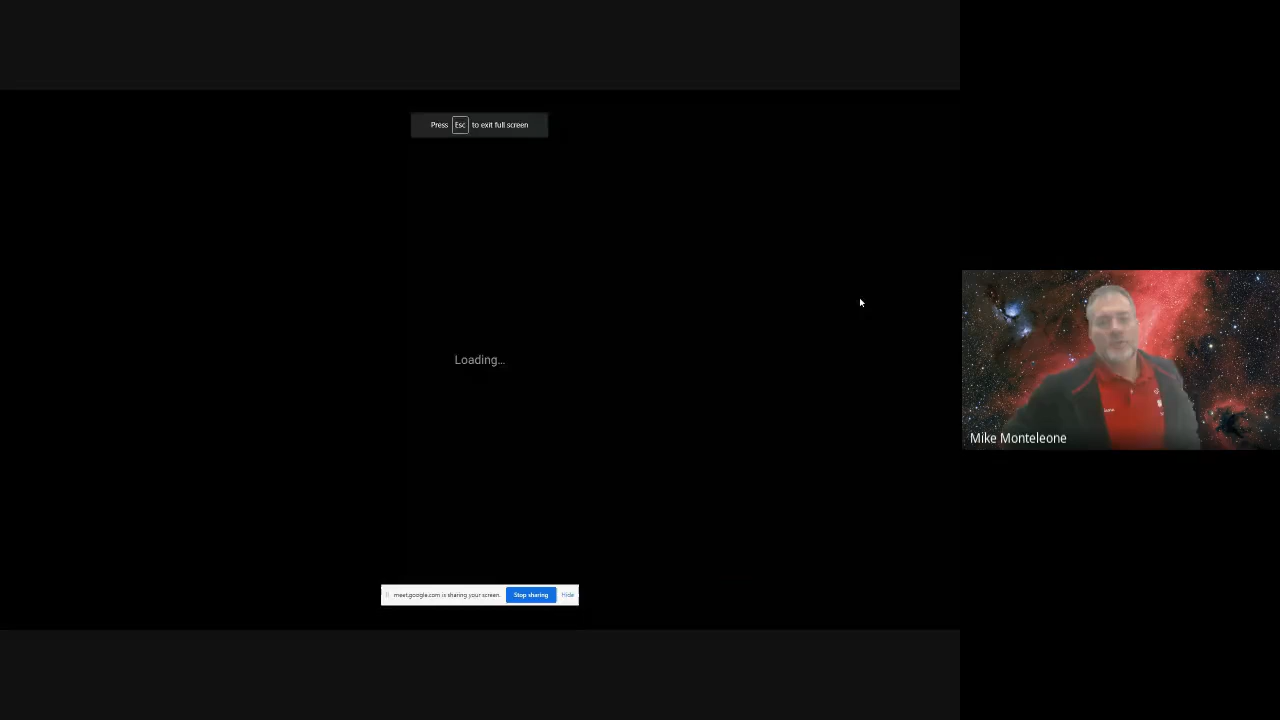 Press Esc to exit full screen
Loading...
meet.google.com is sharing your screen.
Stop sharing
Hide
Mike Monteleone